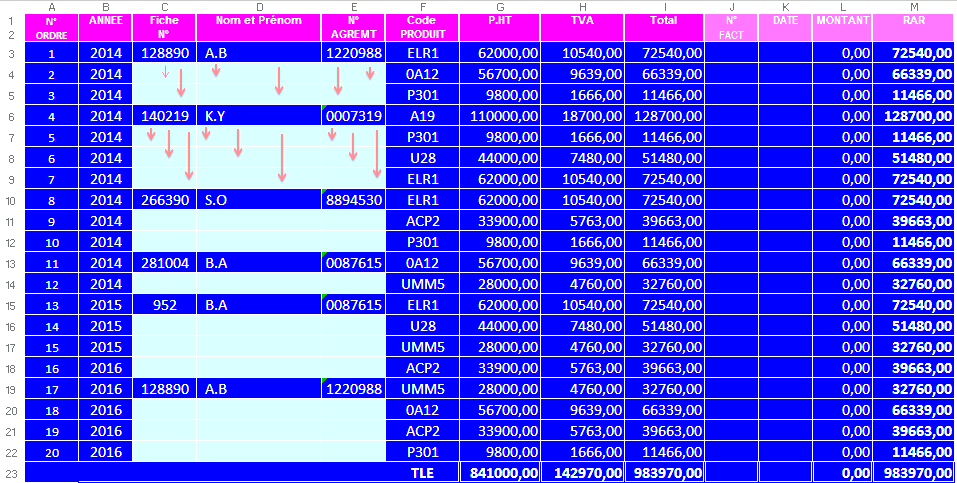 A B C D E F G H I J K L M
1 N° ANNEE Fiche Nom et Prénom N° Code P.HT TVA Total N° DATE MONTANT RAR
2 ORDRE N° AGREMT PRODUIT FACT
3 1 2014 128890 A.B 1220988 ELR1 62000,00 10540,00 72540,00 0,00 72540,00
4 2 2014 0A12 56700,00 9639,00 66339,00 0,00 66339,00
5 3 2014 P301 9800,00 1666,00 11466,00 0,00 11466,00
6 4 2014 140219 K.Y 0007319 A19 110000,00 18700,00 128700,00 0,00 128700,00
7 5 2014 P301 9800,00 1666,00 11466,00 0,00 11466,00
8 6 2014 U28 44000,00 7480,00 51480,00 0,00 51480,00
9 7 2014 ELR1 62000,00 10540,00 72540,00 0,00 72540,00
10 8 2014 266390 S.O 8894530 ELR1 62000,00 10540,00 72540,00 0,00 72540,00
11 9 2014 ACP2 33900,00 5763,00 39663,00 0,00 39663,00
12 10 2014 P301 9800,00 1666,00 11466,00 0,00 11466,00
13 11 2014 281004 B.A 0087615 0A12 56700,00 9639,00 66339,00 0,00 66339,00
14 12 2014 UMM5 28000,00 4760,00 32760,00 0,00 32760,00
15 13 2015 952 B.A 0087615 ELR1 62000,00 10540,00 72540,00 0,00 72540,00
16 14 2015 U28 44000,00 7480,00 51480,00 0,00 51480,00
17 15 2015 UMM5 28000,00 4760,00 32760,00 0,00 32760,00
18 16 2016 ACP2 33900,00 5763,00 39663,00 0,00 39663,00
19 17 2016 128890 A.B 1220988 UMM5 28000,00 4760,00 32760,00 0,00 32760,00
20 18 2016 0A12 56700,00 9639,00 66339,00 0,00 66339,00
21 19 2016 ACP2 33900,00 5763,00 39663,00 0,00 39663,00
22 20 2016 P301 9800,00 1666,00 11466,00 0,00 11466,00
23 TLE 841000,00 142970,00 983970,00 0,00 983970,00